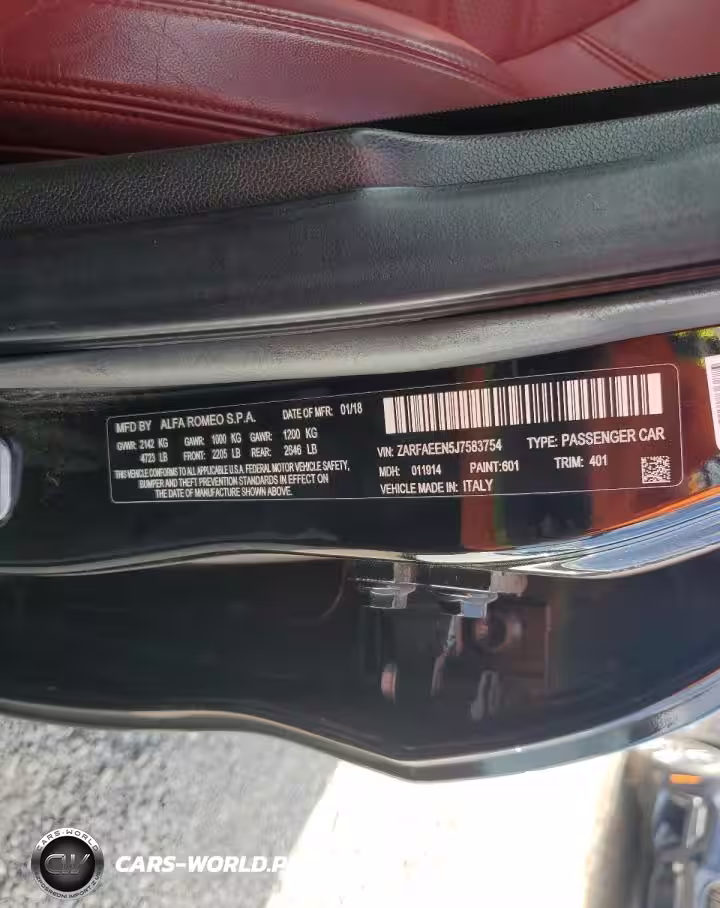 MFD BY ALFA ROMEO S.P.A. DATE OF MFR: 01/18
GVWR: 2142 KG GAWR: 1000 KG GAWR: 1200 KG
4723 LB FRONT: 2205 LB REAR: 2646 LB
THIS VEHICLE CONFORMS TO ALL APPLICABLE U.S.A. FEDERAL MOTOR VEHICLE SAFETY,
BUMPER AND THEFT PREVENTION STANDARDS IN EFFECT ON
THE DATE OF MANUFACTURE SHOWN ABOVE.
VIN: ZARFAEEN5J7583754 TYPE: PASSENGER CAR
MDH: 011914 PAINT:601 TRIM: 401
VEHICLE MADE IN: ITALY
CARS-WORLD
CW
CARS-WORLD.P